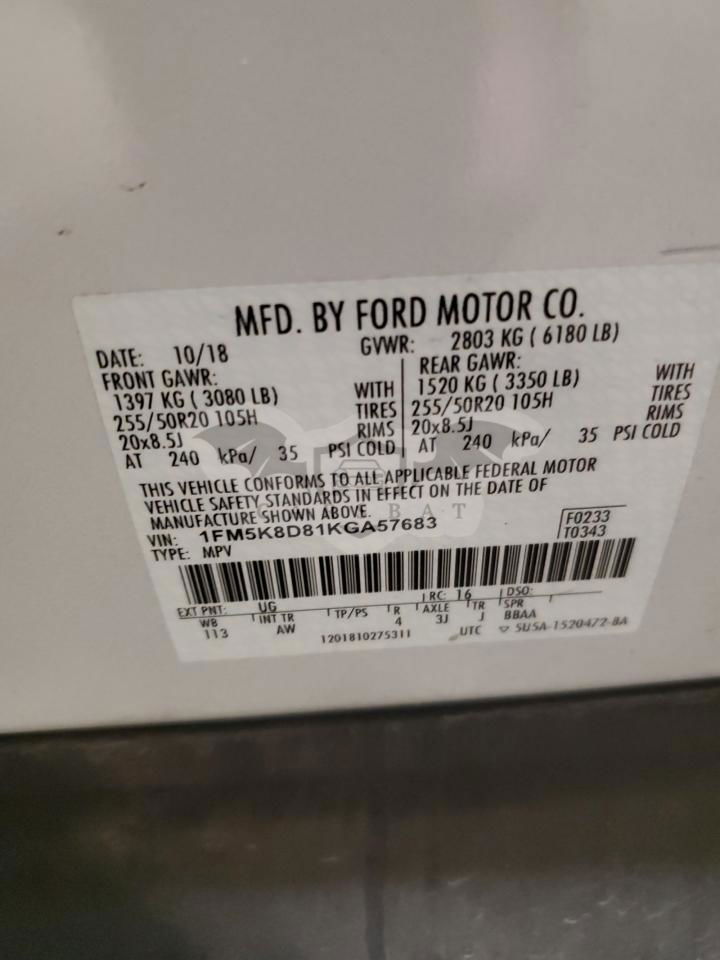 MFD. BY FORD MOTOR CO.
DATE: 10/18
GVWR: 2803 KG ( 6180 LB)
FRONT GAWR:
1397 KG ( 3080 LB)
WITH
255/50R20 105H
TIRES
20x8.5J
RIMS
AT 240 kPa/ 35 PSI COLD
REAR GAWR:
1520 KG ( 3350 LB)
WITH
255/50R20 105H
TIRES
20x8.5J
RIMS
AT 240 kPa/ 35 PSI COLD
THIS VEHICLE CONFORMS TO ALL APPLICABLE FEDERAL MOTOR
VEHICLE SAFETY STANDARDS IN EFFECT ON THE DATE OF
MANUFACTURE SHOWN ABOVE.
VIN: 1FM5K8D81KGA57683
F0233
TYPE: MPV
T0343
EXT PNT: UG RC: 16 DSO:
WB INT TR TP/PS R AXLE TR SPR
113 AW 4 3J J BBAA
1201810275311 UTC ▽ 5U5A-1520472-BA